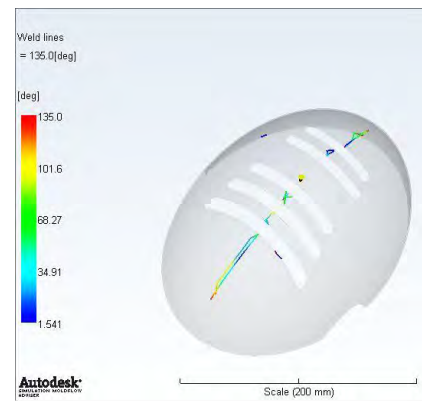 Weld lines
= 135.0[deg]
[deg]
135.0
101.6
68.27
34.91
1.541
Autodesk
SIMULATION MOLDFLOW
ADVISER
Scale (200 mm)